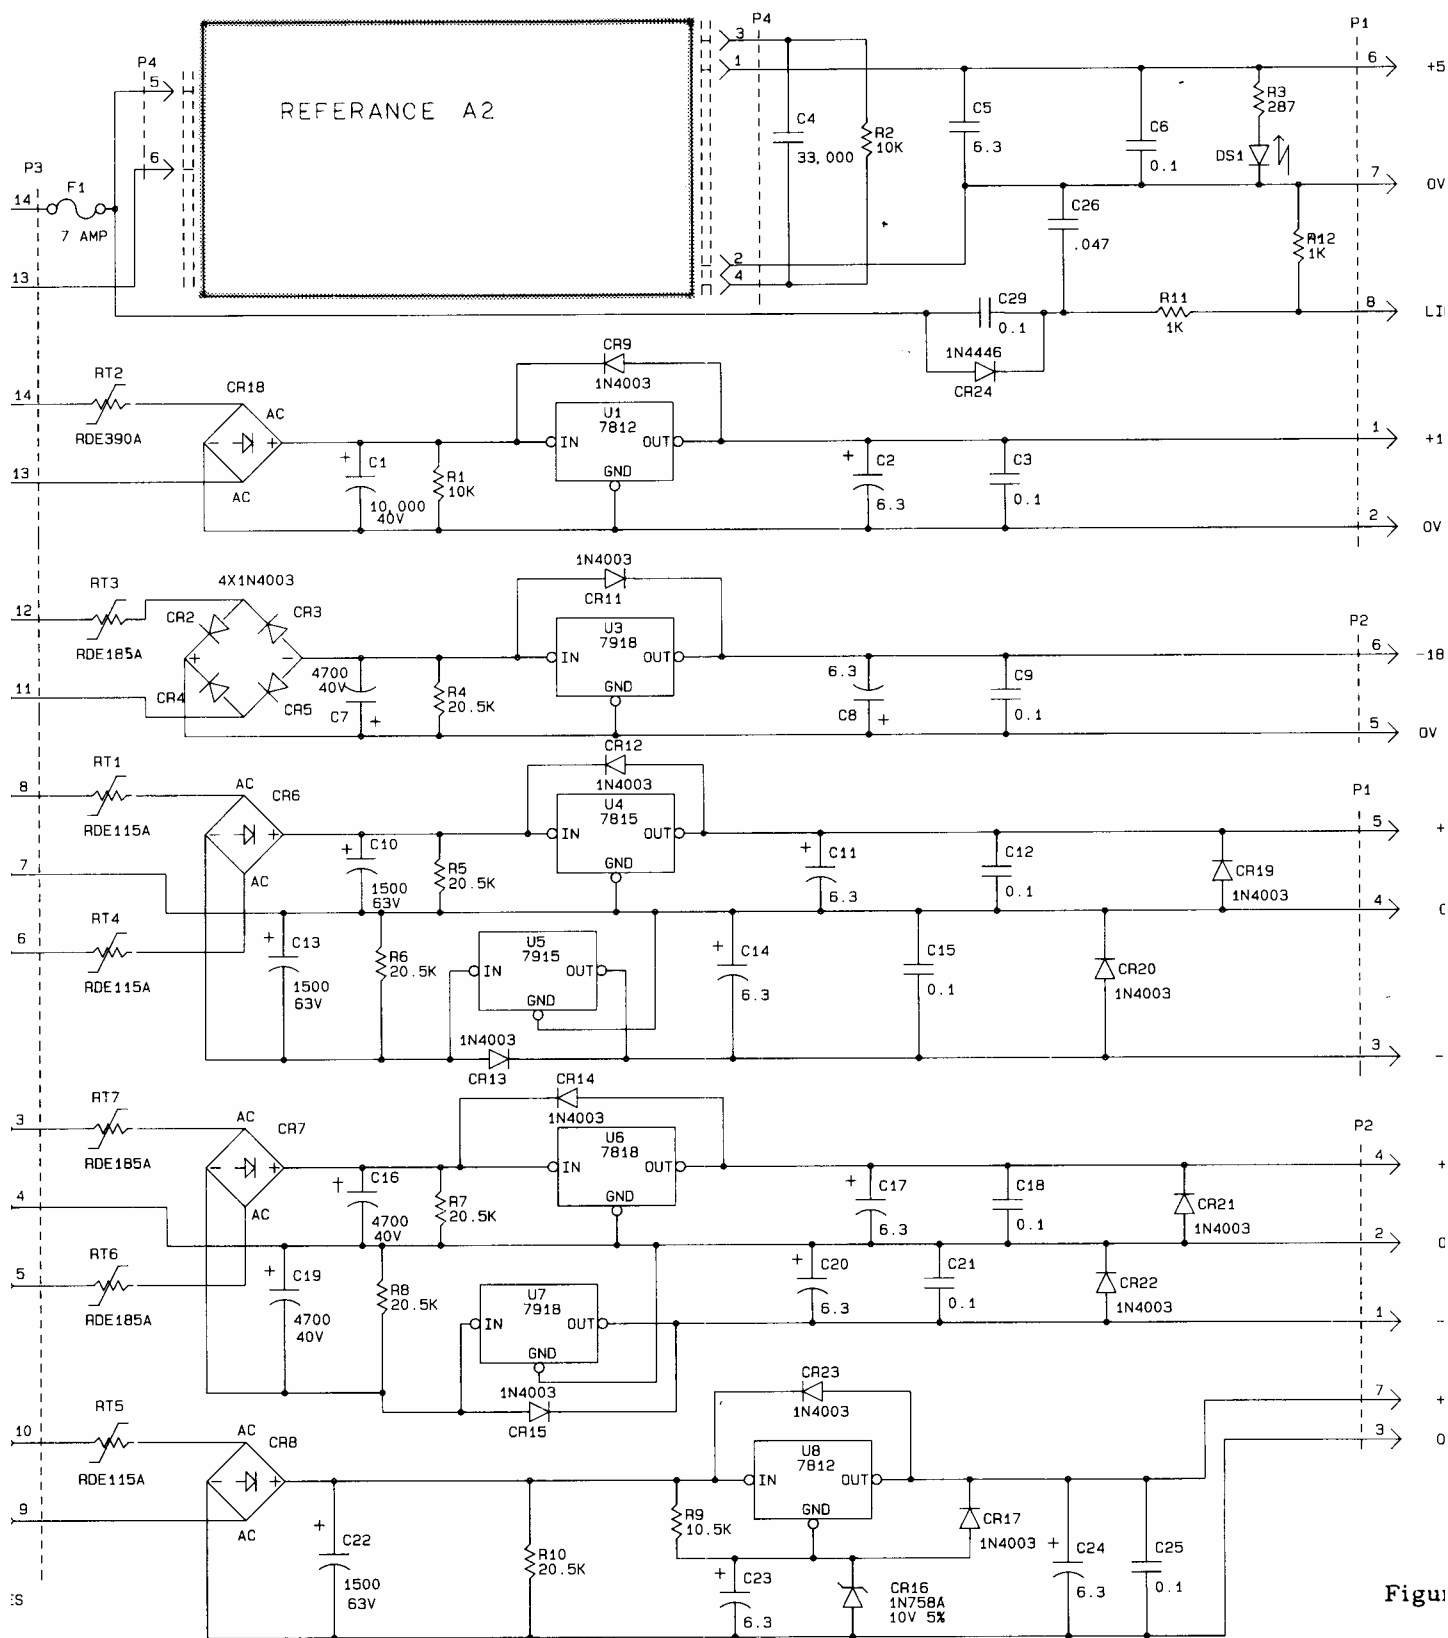 P4 P1
3 6 +5
P4 1
5 R3
287
REFERANCE A2 C5 C6
C4 R2
33,000 10K 6.3 0.1 DS1
6
P3 F1 7 0V
14 C26
7 AMP .047 R12
1K
2
13 4
C29 R11 8
0.1 1K
1N4446
CR24
CR9
1N4003
RT2 CR18
14 AC U1
7812 1
RDE390A IN OUT +1
- + + C1 R1 GND + C2 C3
13 10K
AC 10,000 6.3 0.1
40V 2 0V
1N4003
RT3 4X1N4003 CR11
12 CR2 CR3 U3 P2
7918 6 -18
RDE185A + - IN OUT
4700 6.3 C9
11 40V R4 GND
CR4 CR5 C7 + 20.5K C8 + 0.1 5 0V
CR12
RT1 AC CR6 1N4003 P1
8 U4
7815 5 +
RDE115A - + + C10 IN OUT + C11 C12 CR19
R5 GND 1N4003
7 AC 1500 20.5K 6.3 0.1
63V 4
RT4 + C13 R6 U5 + C14 C15 CR20
6 20.5K 7915 1N4003
RDE115A 1500 IN OUT 6.3 0.1
63V GND
1N4003 3 -
CR13
RT7 AC CR7 CR14 P2
3 1N4003
U6
7818 4 +
RDE185A - + + C16 IN OUT + C17 C18 CR21
R7 GND 1N4003
4 AC 4700 20.5K 6.3 0.1
40V 2
RT6 + C19 R8 U7 + C20 C21 CR22
5 20.5K 7918 1N4003
RDE185A 4700 IN OUT 6.3 0.1 1
40V GND
1N4003 CR23
CR15 1N4003 7 +
RT5 AC CR8 3
10 U8
7812
RDE115A - + IN OUT
GND CR17
9 AC R9 1N4003
+ C22 R10 10.5K + C24 C25
20.5K
1500 + C23 CR16 6.3 0.1
63V 6.3 1N758A
10V 5%
ES Figur